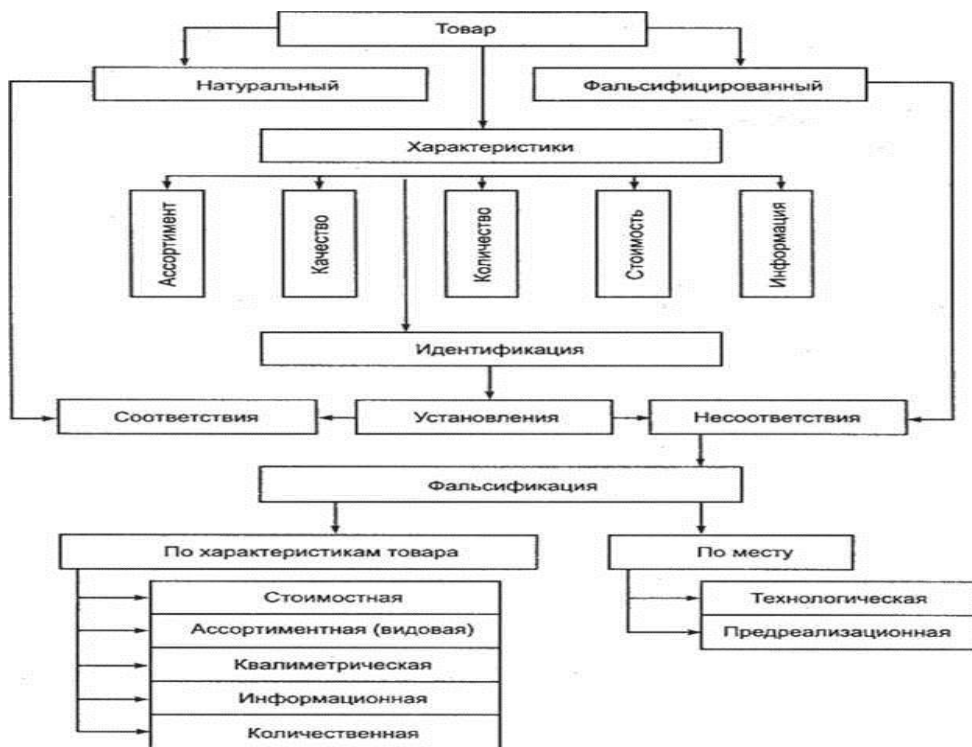 Товар
Натуральный
Фальсифицированный
Характеристики
Ассортимент
Качество
Количество
Стоимость
Информация
Идентификация
Соответствия
Установления
Несоответствия
Фальсификация
По характеристикам товара
По месту
Стоимостная
Ассортиментная (видовая)
Квалиметрическая
Информационная
Количественная
Технологическая
Предреализационная